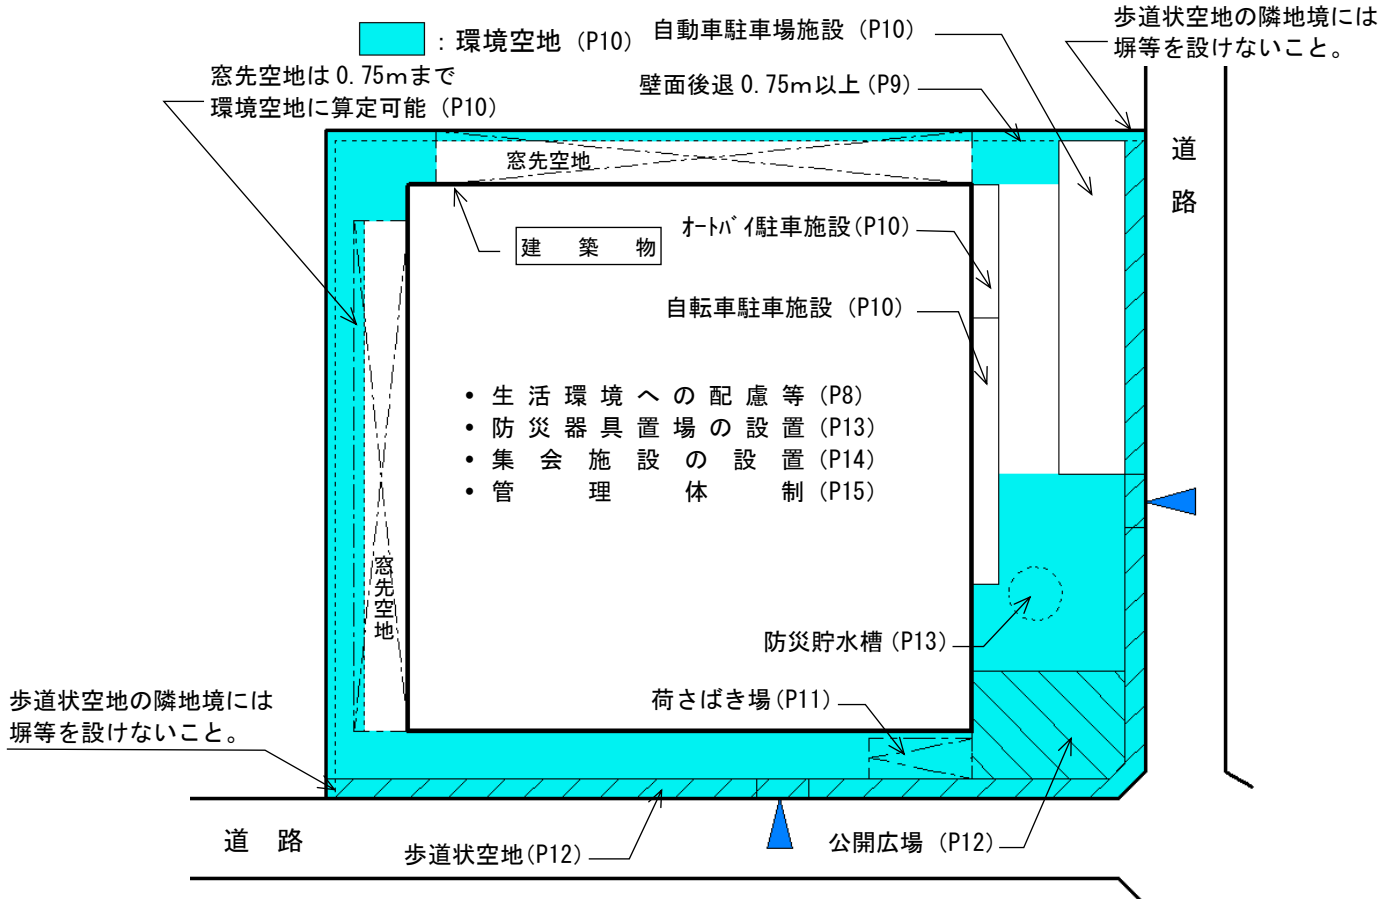 ：環境空地（P10）
自動車駐車場施設（P10）
歩道状空地の隣地境には
塀等を設けないこと。
窓先空地は0.75ｍまで
環境空地に算定可能（P10）
壁面後退0.75ｍ以上（P9）
道
路
窓先空地
建築物
ｵｰﾄﾊﾞｲ駐車施設（P10）
自転車駐車施設（P10）
・生活環境への配慮等（P8）
・防災器具置場の設置（P13）
・集会施設の設置（P14）
・管理体制（P15）
窓先空地
防災貯水槽（P13）
荷さばき場（P11）
歩道状空地の隣地境には
塀等を設けないこと。
道路
歩道状空地（P12）
公開広場（P12）